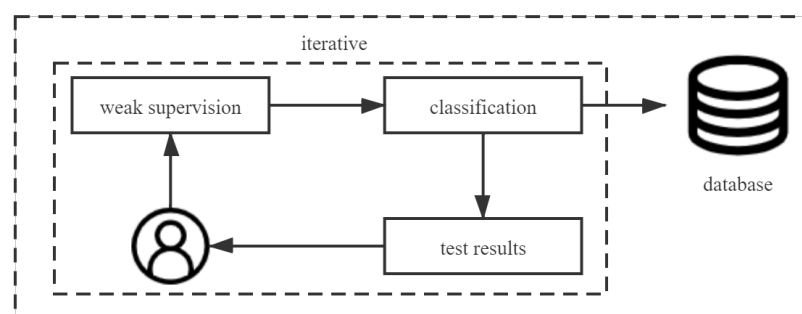 iterative
weak supervision
classification
database
test results